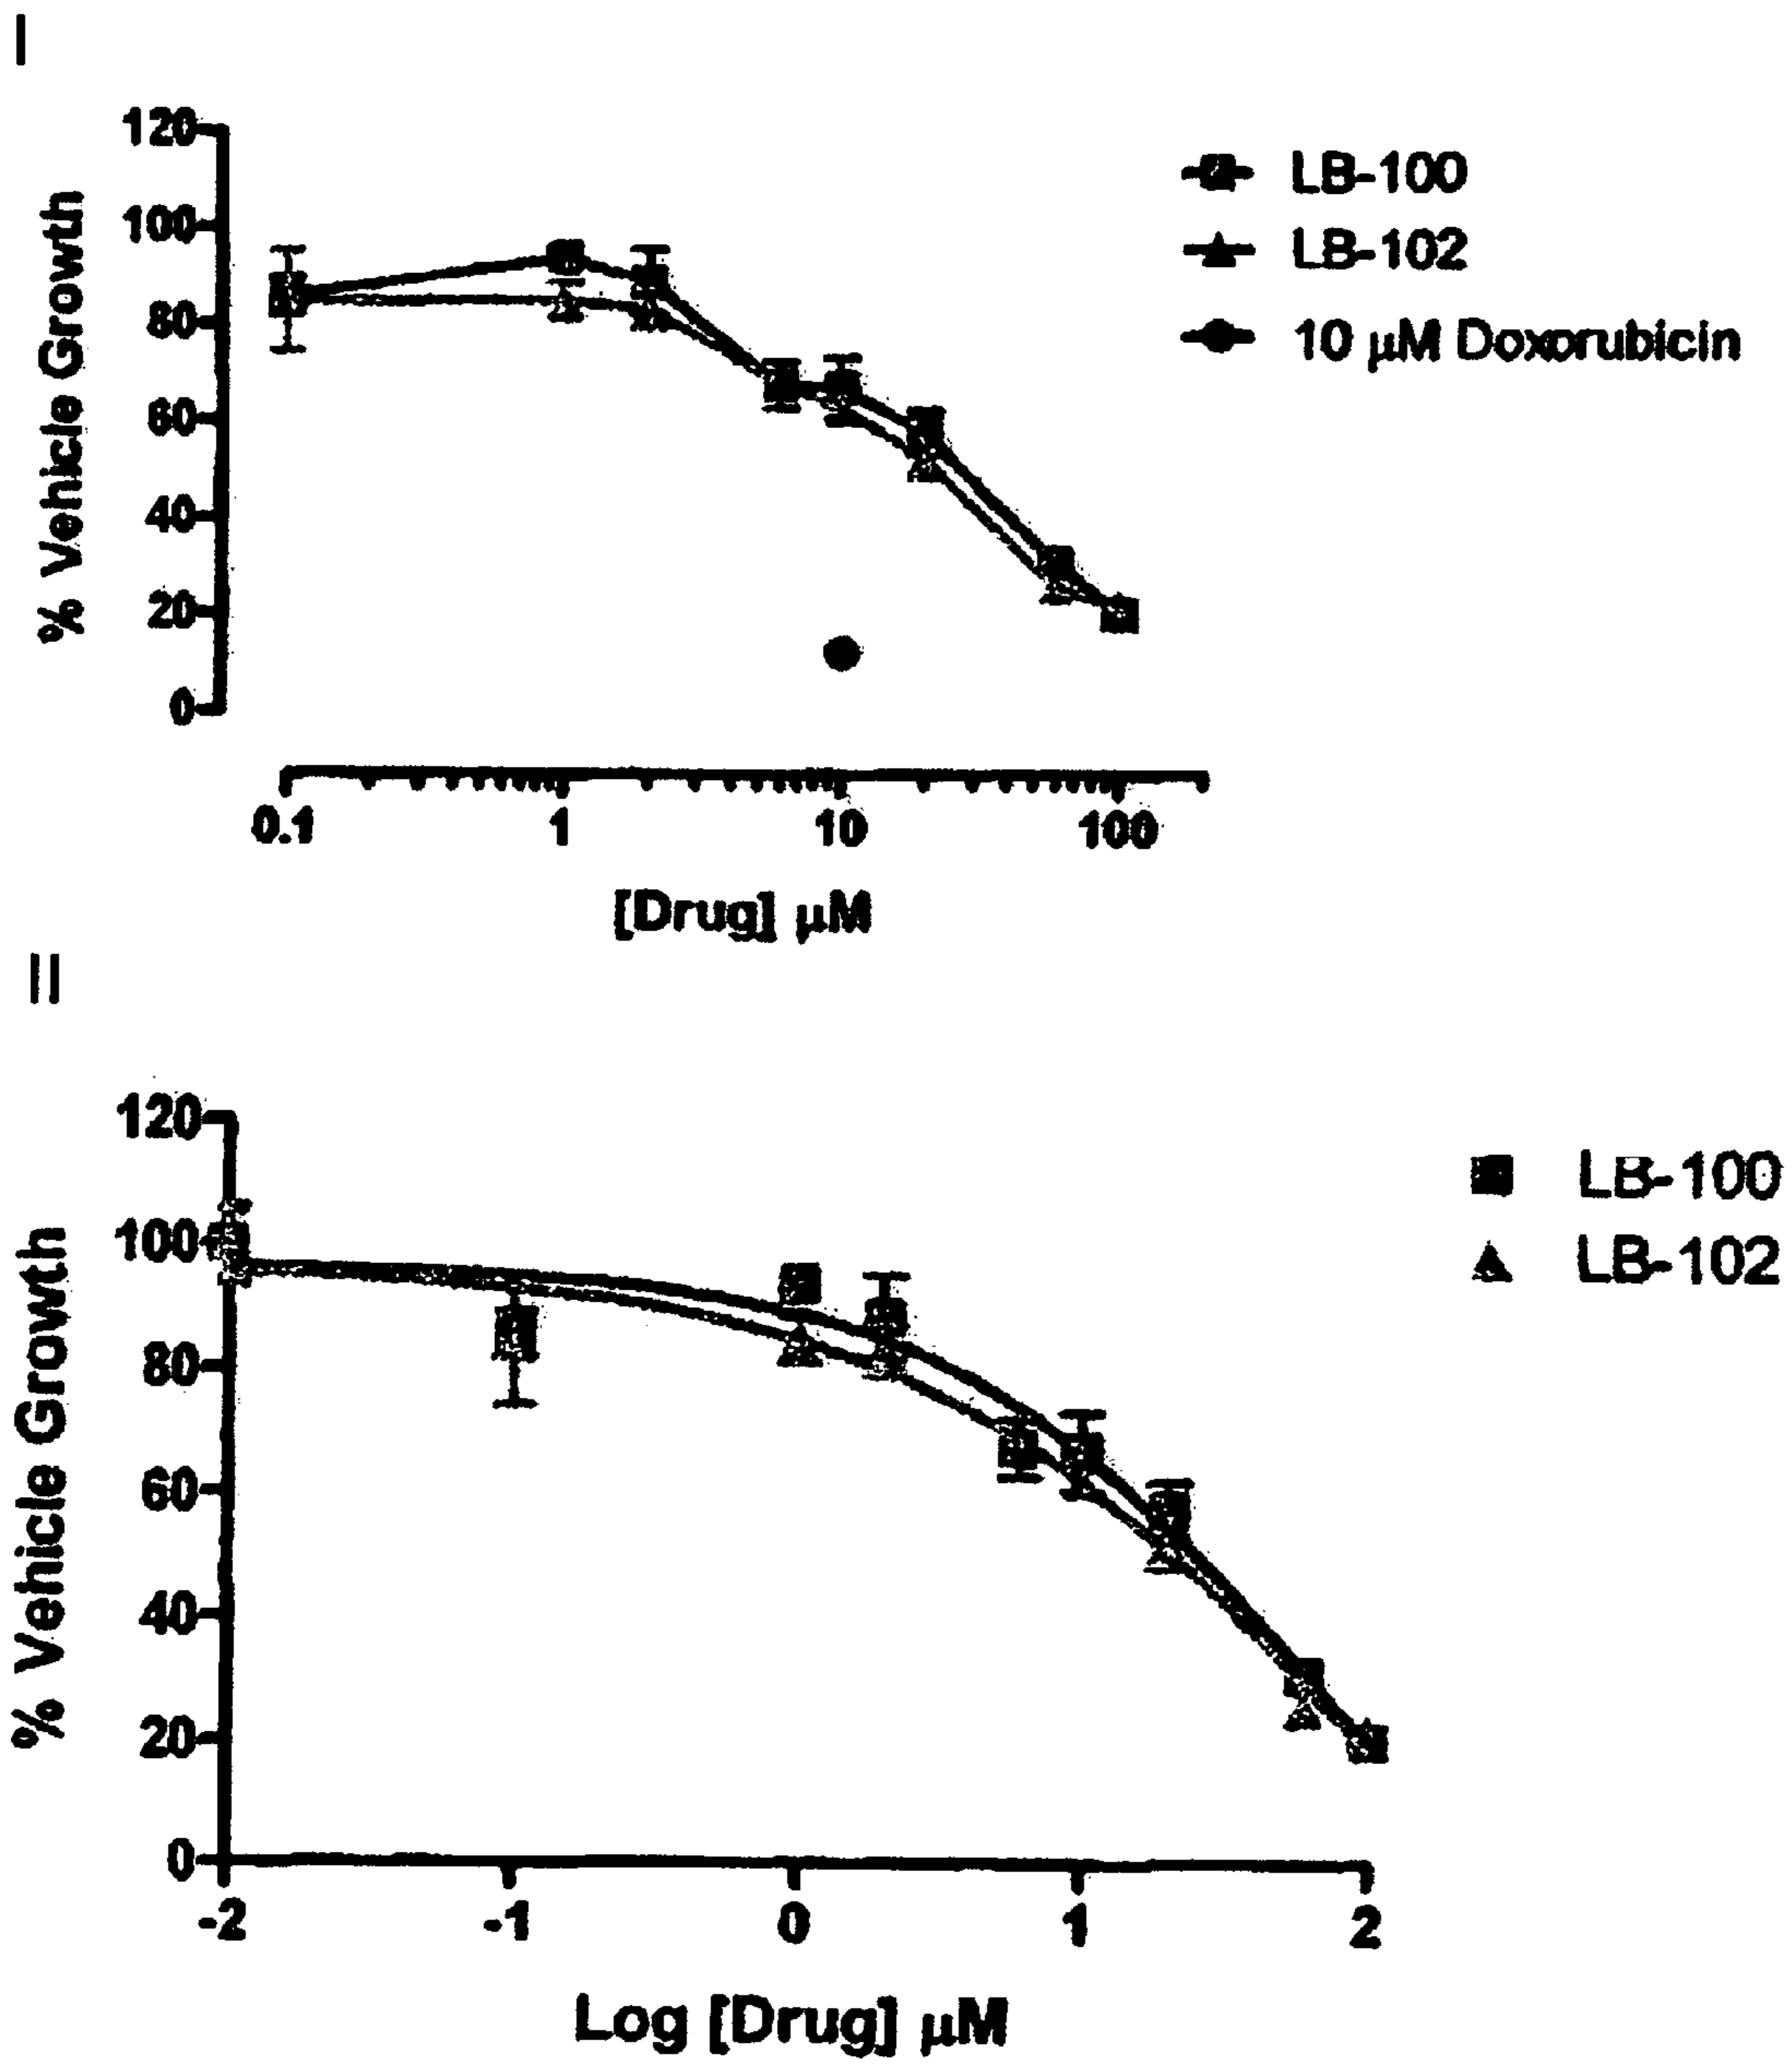 I
120
100
80
60
40
20
0
% Vehicle Growth
LB-100
LB-102
10 μM Doxorubicin
0.1 1 10 100
[Drug] μM
II
120
100
80
60
40
20
0
% Vehicle Growth
LB-100
LB-102
-2 -1 0 1 2
Log [Drug] μM